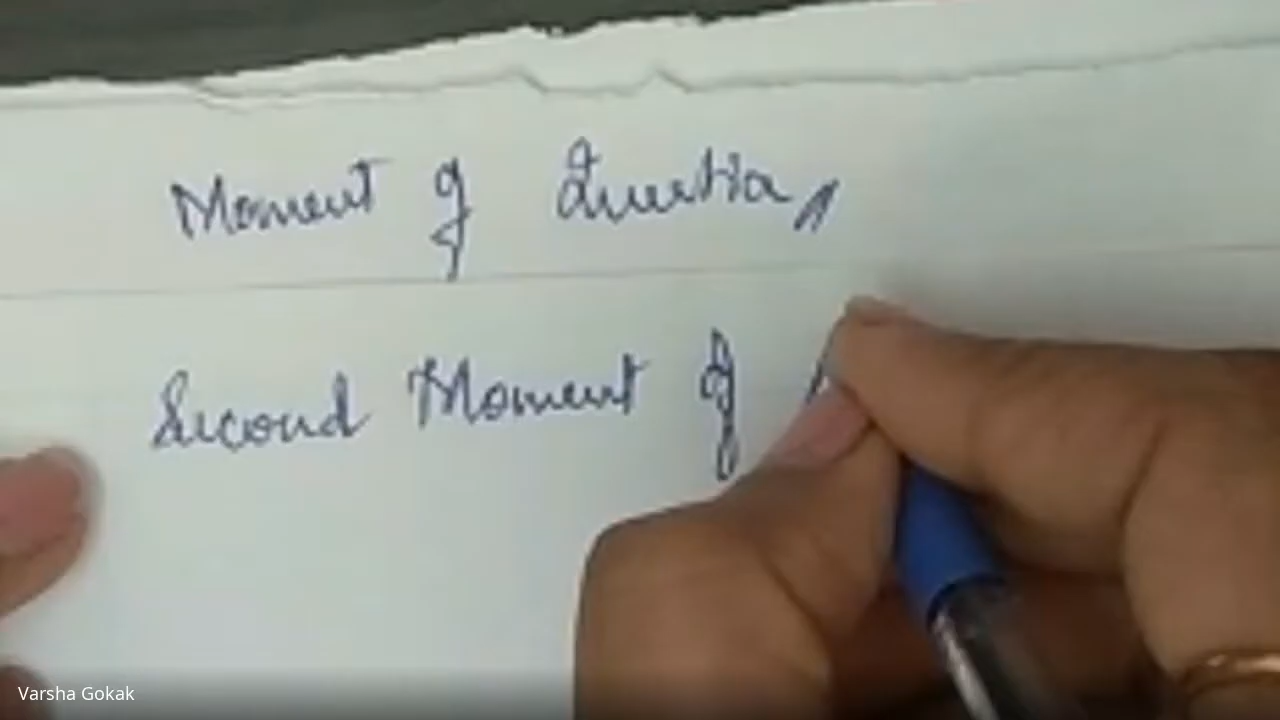 Moment of Inertia,
Second Moment of
Varsha Gokak